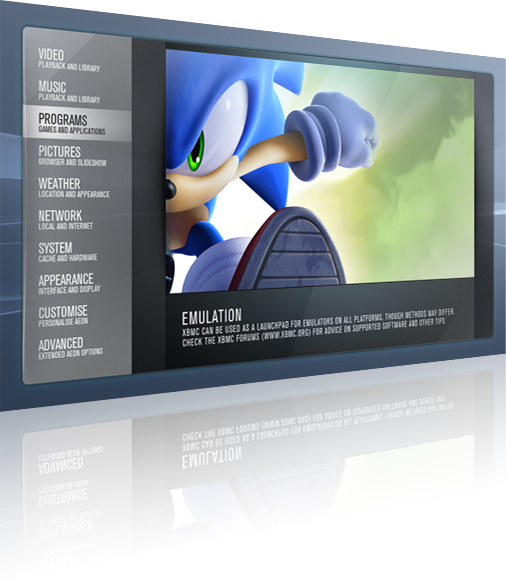 VIDEO
PLAYBACK AND LIBRARY
MUSIC
PLAYBACK AND LIBRARY
PROGRAMS
GAMES AND APPLICATIONS
PICTURES
BROWSER AND SLIDESHOW
WEATHER
LOCATION AND APPEARANCE
NETWORK
LOCAL AND INTERNET
SYSTEM
CACHE AND HARDWARE
APPEARANCE
INTERFACE AND DISPLAY
CUSTOMISE
PERSONALISE AEON
ADVANCED
EXTENDED AEON OPTIONS
EMULATION
XBMC CAN BE USED AS A LAUNCHPAD FOR EMULATORS ON ALL PLATFORMS, THOUGH METHODS MAY DIFFER.
CHECK THE XBMC FORUMS (WWW.XBMC.ORG) FOR ADVICE ON SUPPORTED SOFTWARE AND OTHER TIPS